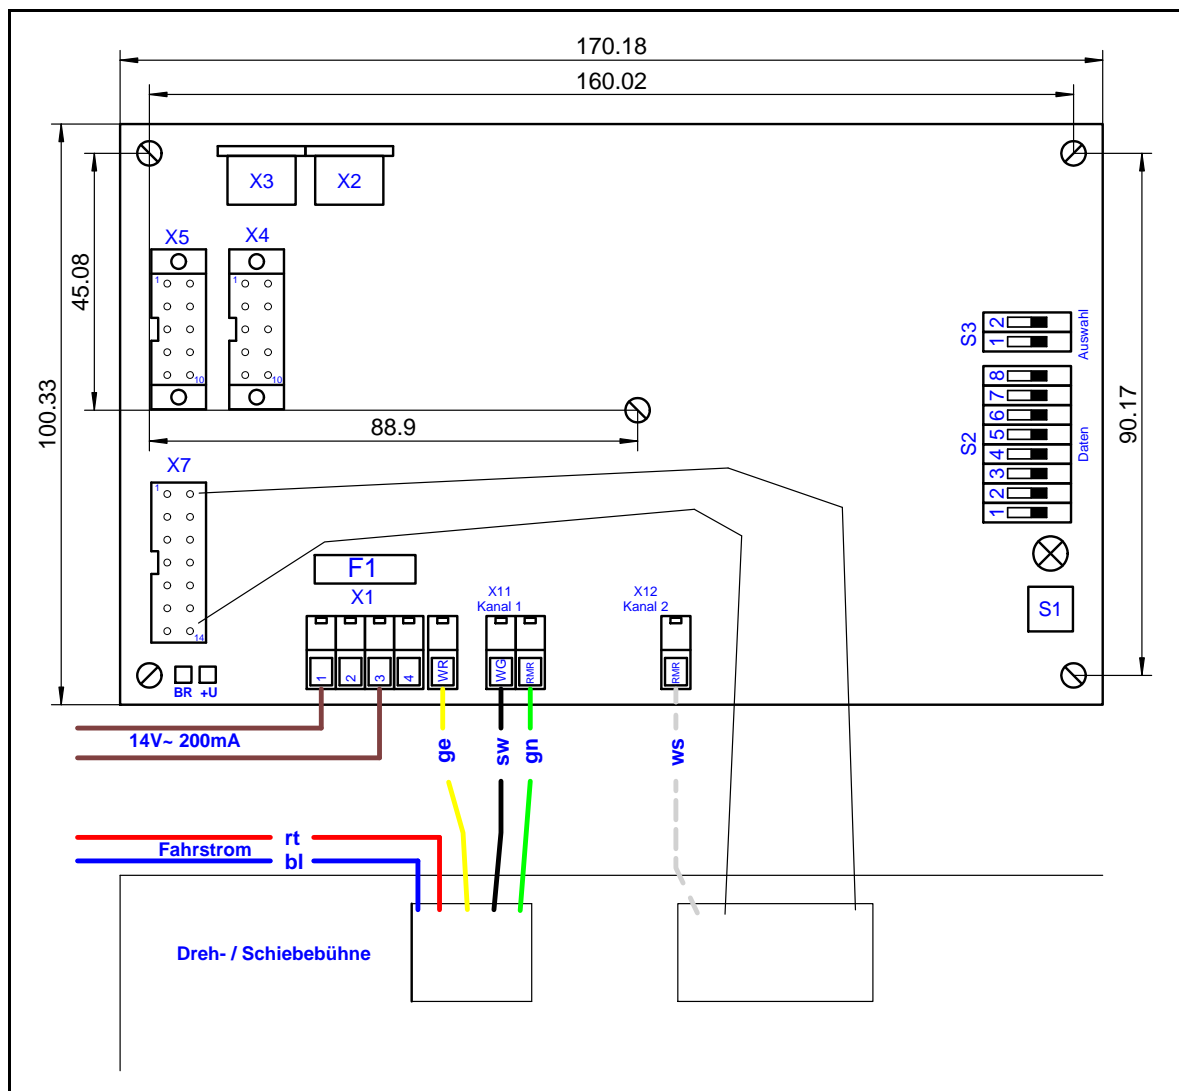 170.18
160.02
X3 X2
X5 X4
1 1
45.08
10 10
100.33
88.9
90.17
S3
2
1
Auswahl
S2
8
7
6
5
4
3
2
1
Daten
X7
1
14
F1
X1
X11
Kanal 1
X12
Kanal 2
S1
1 2 3 4 WR WG RMR RMR
BR +U
14V~ 200mA
ge sw gn ws
rt
Fahrstrom
bl
Dreh- / Schiebebühne